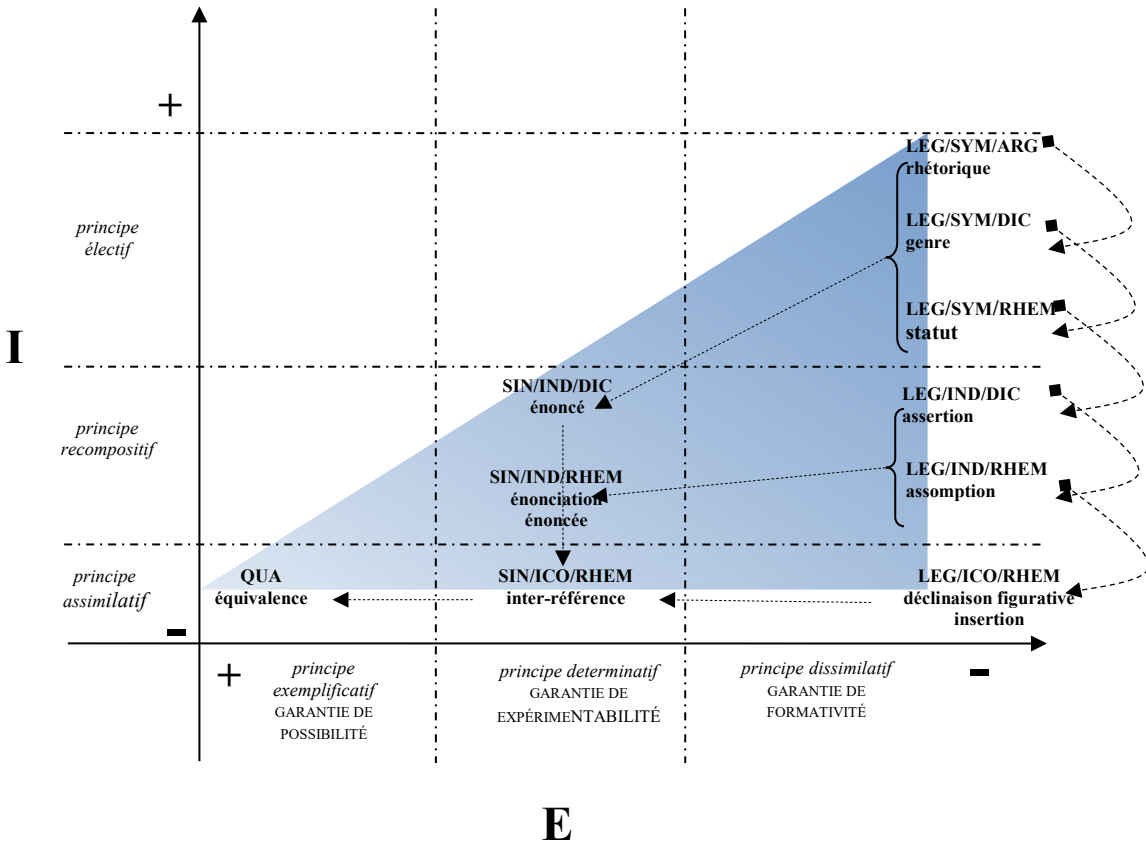 +
LEG/SYM/ARG
rhétorique
principe
électif
LEG/SYM/DIC
genre
LEG/SYM/RHEM
statut
I
SIN/IND/DIC
énoncé
LEG/IND/DIC
assertion
principe
recompositif
SIN/IND/RHEM
énonciation
énoncée
LEG/IND/RHEM
assomption
principe
assimilatif
QUA
équivalence
SIN/ICO/RHEM
inter-référence
LEG/ICO/RHEM
déclinaison figurative
insertion
-
+
principe
exemplificatif
GARANTIE DE
POSSIBILITÉ
principe determinatif
GARANTIE DE
EXPÉRIMENTABILITÉ
principe dissimilatif
GARANTIE DE
FORMATIVITÉ
-
E